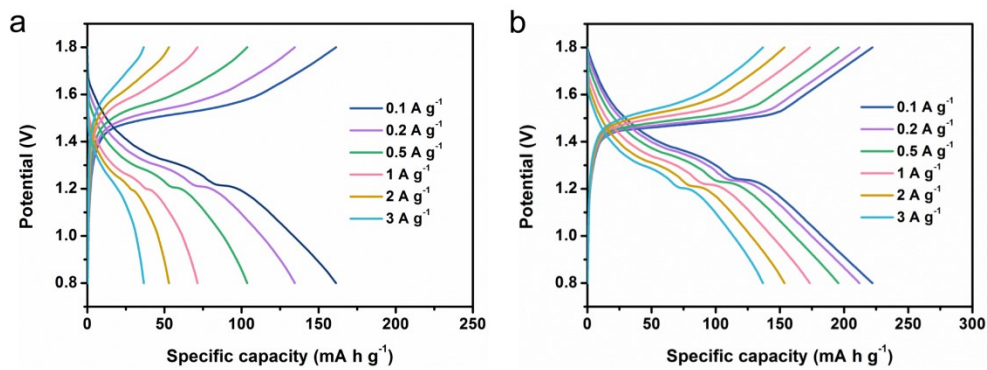 a
1.8
1.6
1.4
1.2
1.0
0.8
Potential (V)
0.1 A g⁻¹
0.2 A g⁻¹
0.5 A g⁻¹
1 A g⁻¹
2 A g⁻¹
3 A g⁻¹
0 50 100 150 200 250
Specific capacity (mA h g⁻¹)
b
1.8
1.6
1.4
1.2
1.0
0.8
Potential (V)
0.1 A g⁻¹
0.2 A g⁻¹
0.5 A g⁻¹
1 A g⁻¹
2 A g⁻¹
3 A g⁻¹
0 50 100 150 200 250 300
Specific capacity (mA h g⁻¹)